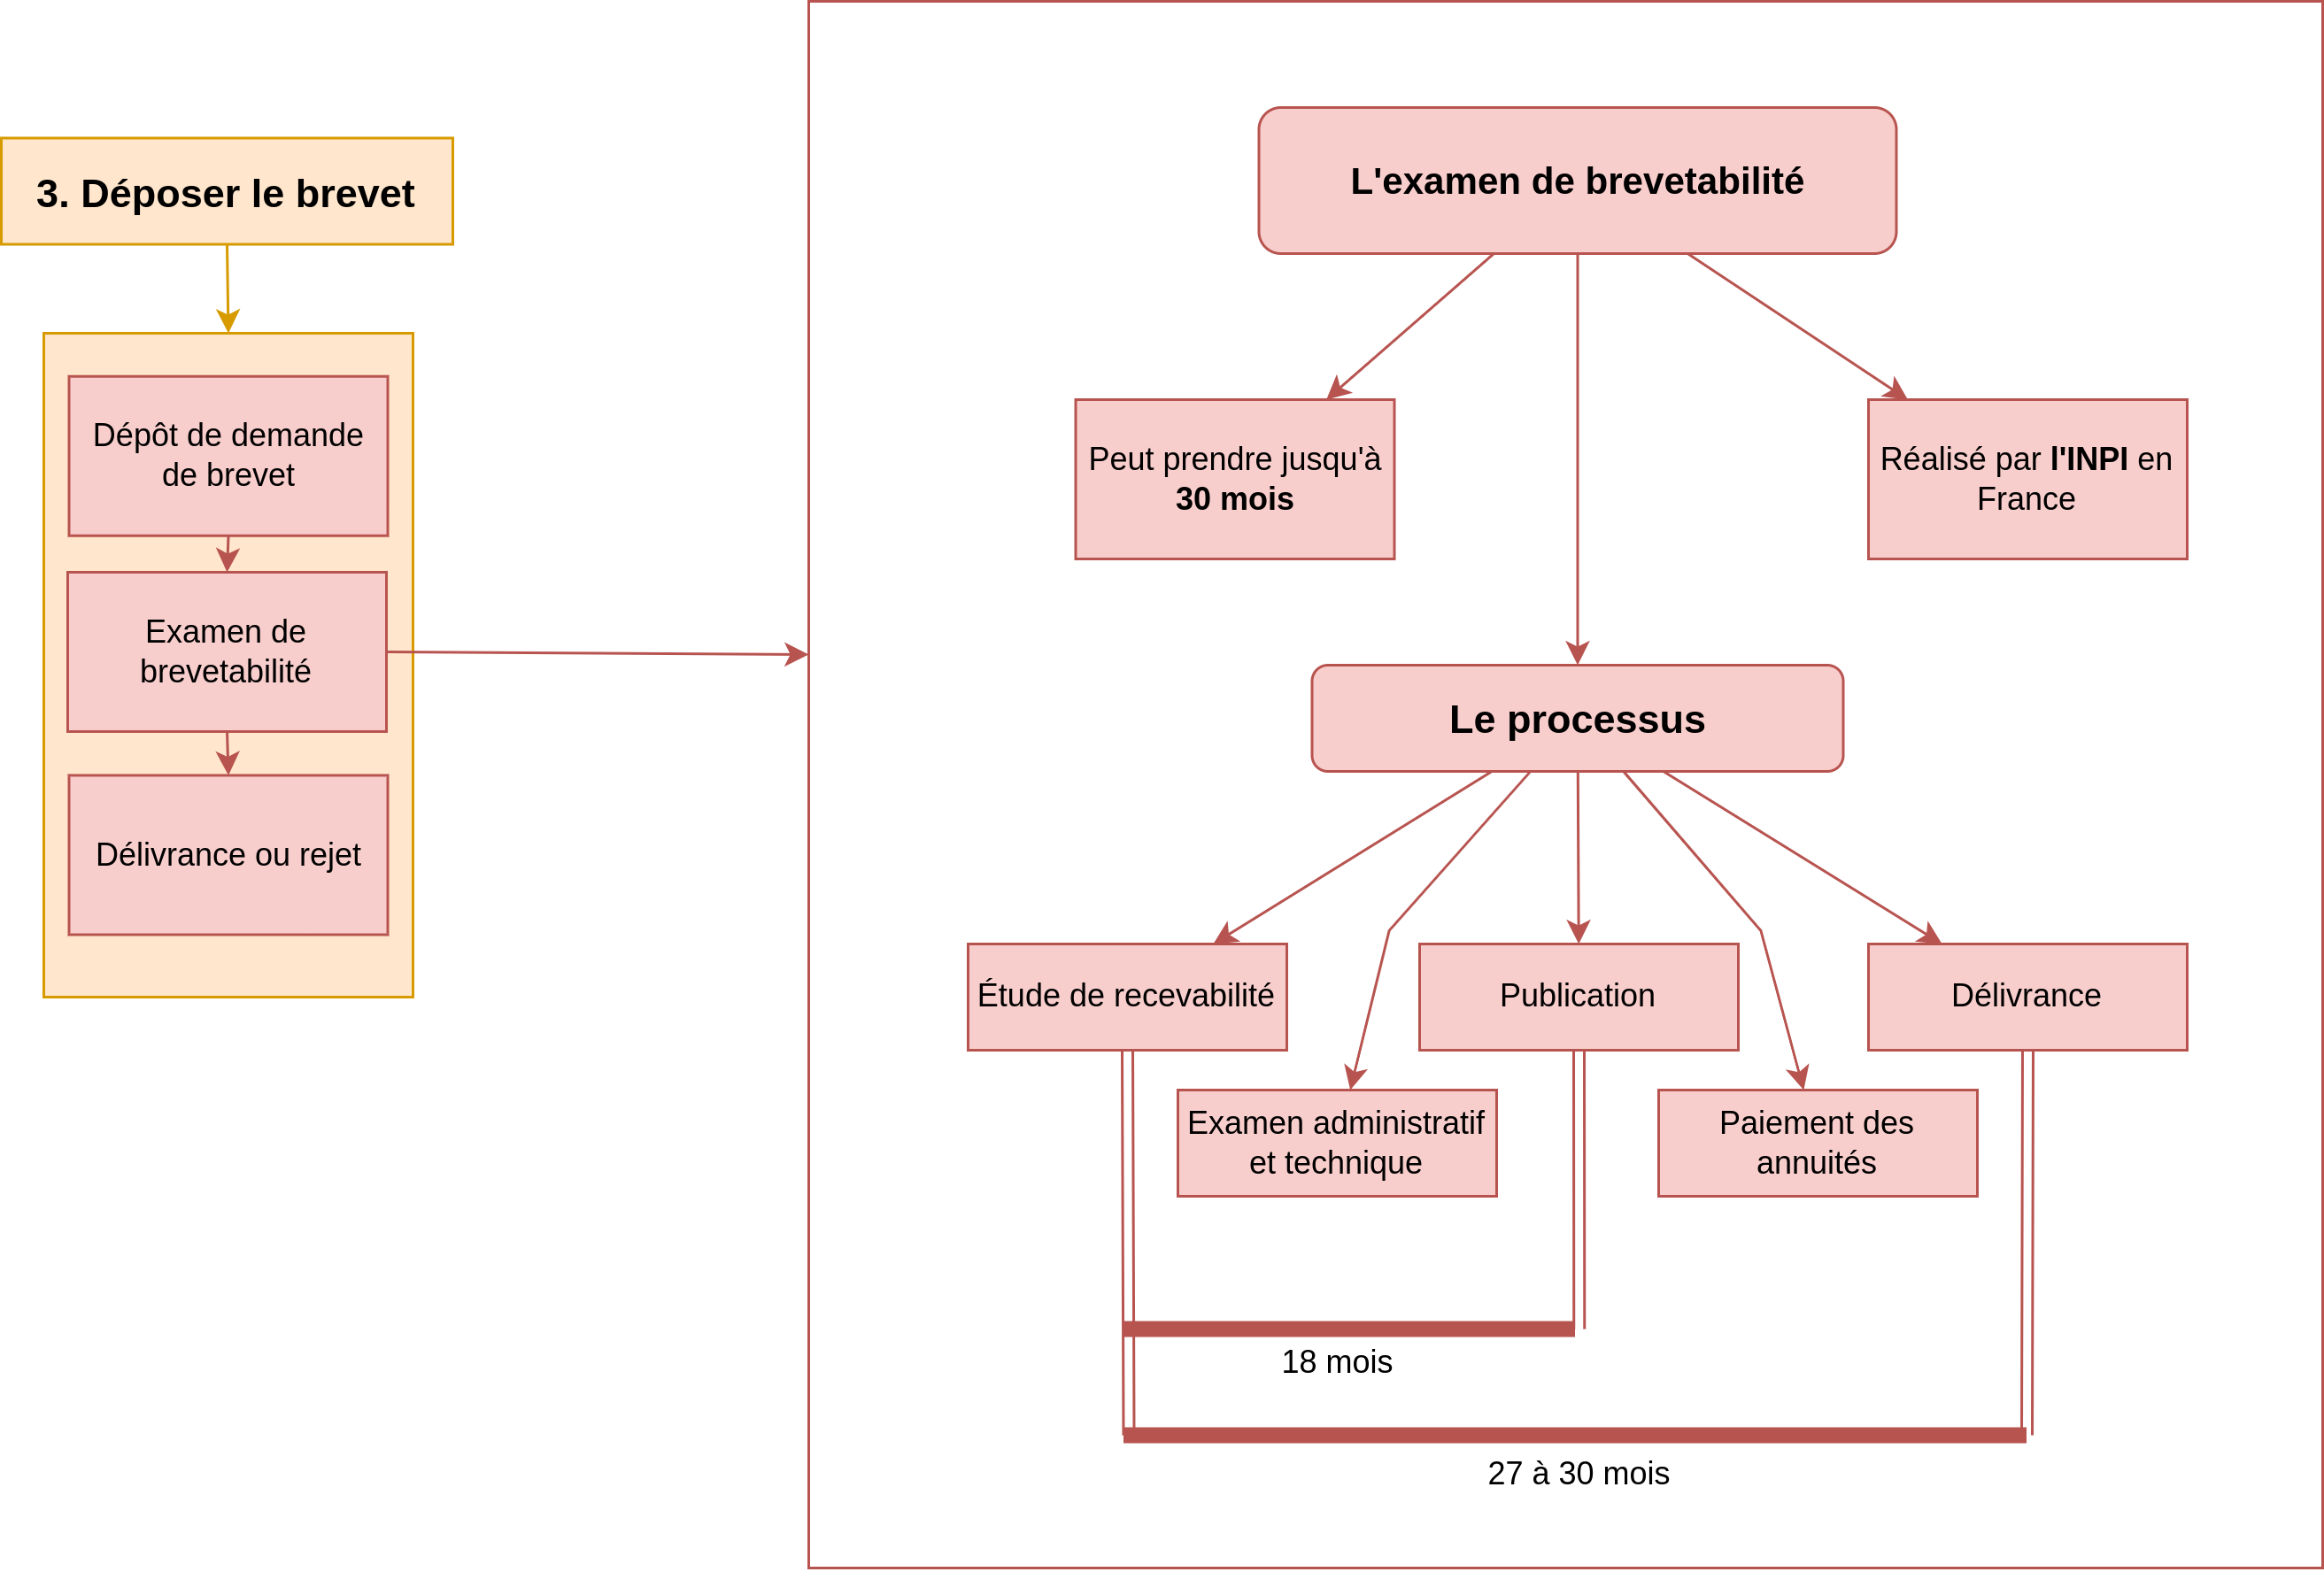 3. Déposer le brevet
Dépôt de demande
de brevet
Examen de
brevetabilité
Délivrance ou rejet
L'examen de brevetabilité
Peut prendre jusqu'à
30 mois
Réalisé par l'INPI en
France
Le processus
Étude de recevabilité
Publication
Délivrance
Examen administratif
et technique
Paiement des
annuités
18 mois
27 à 30 mois